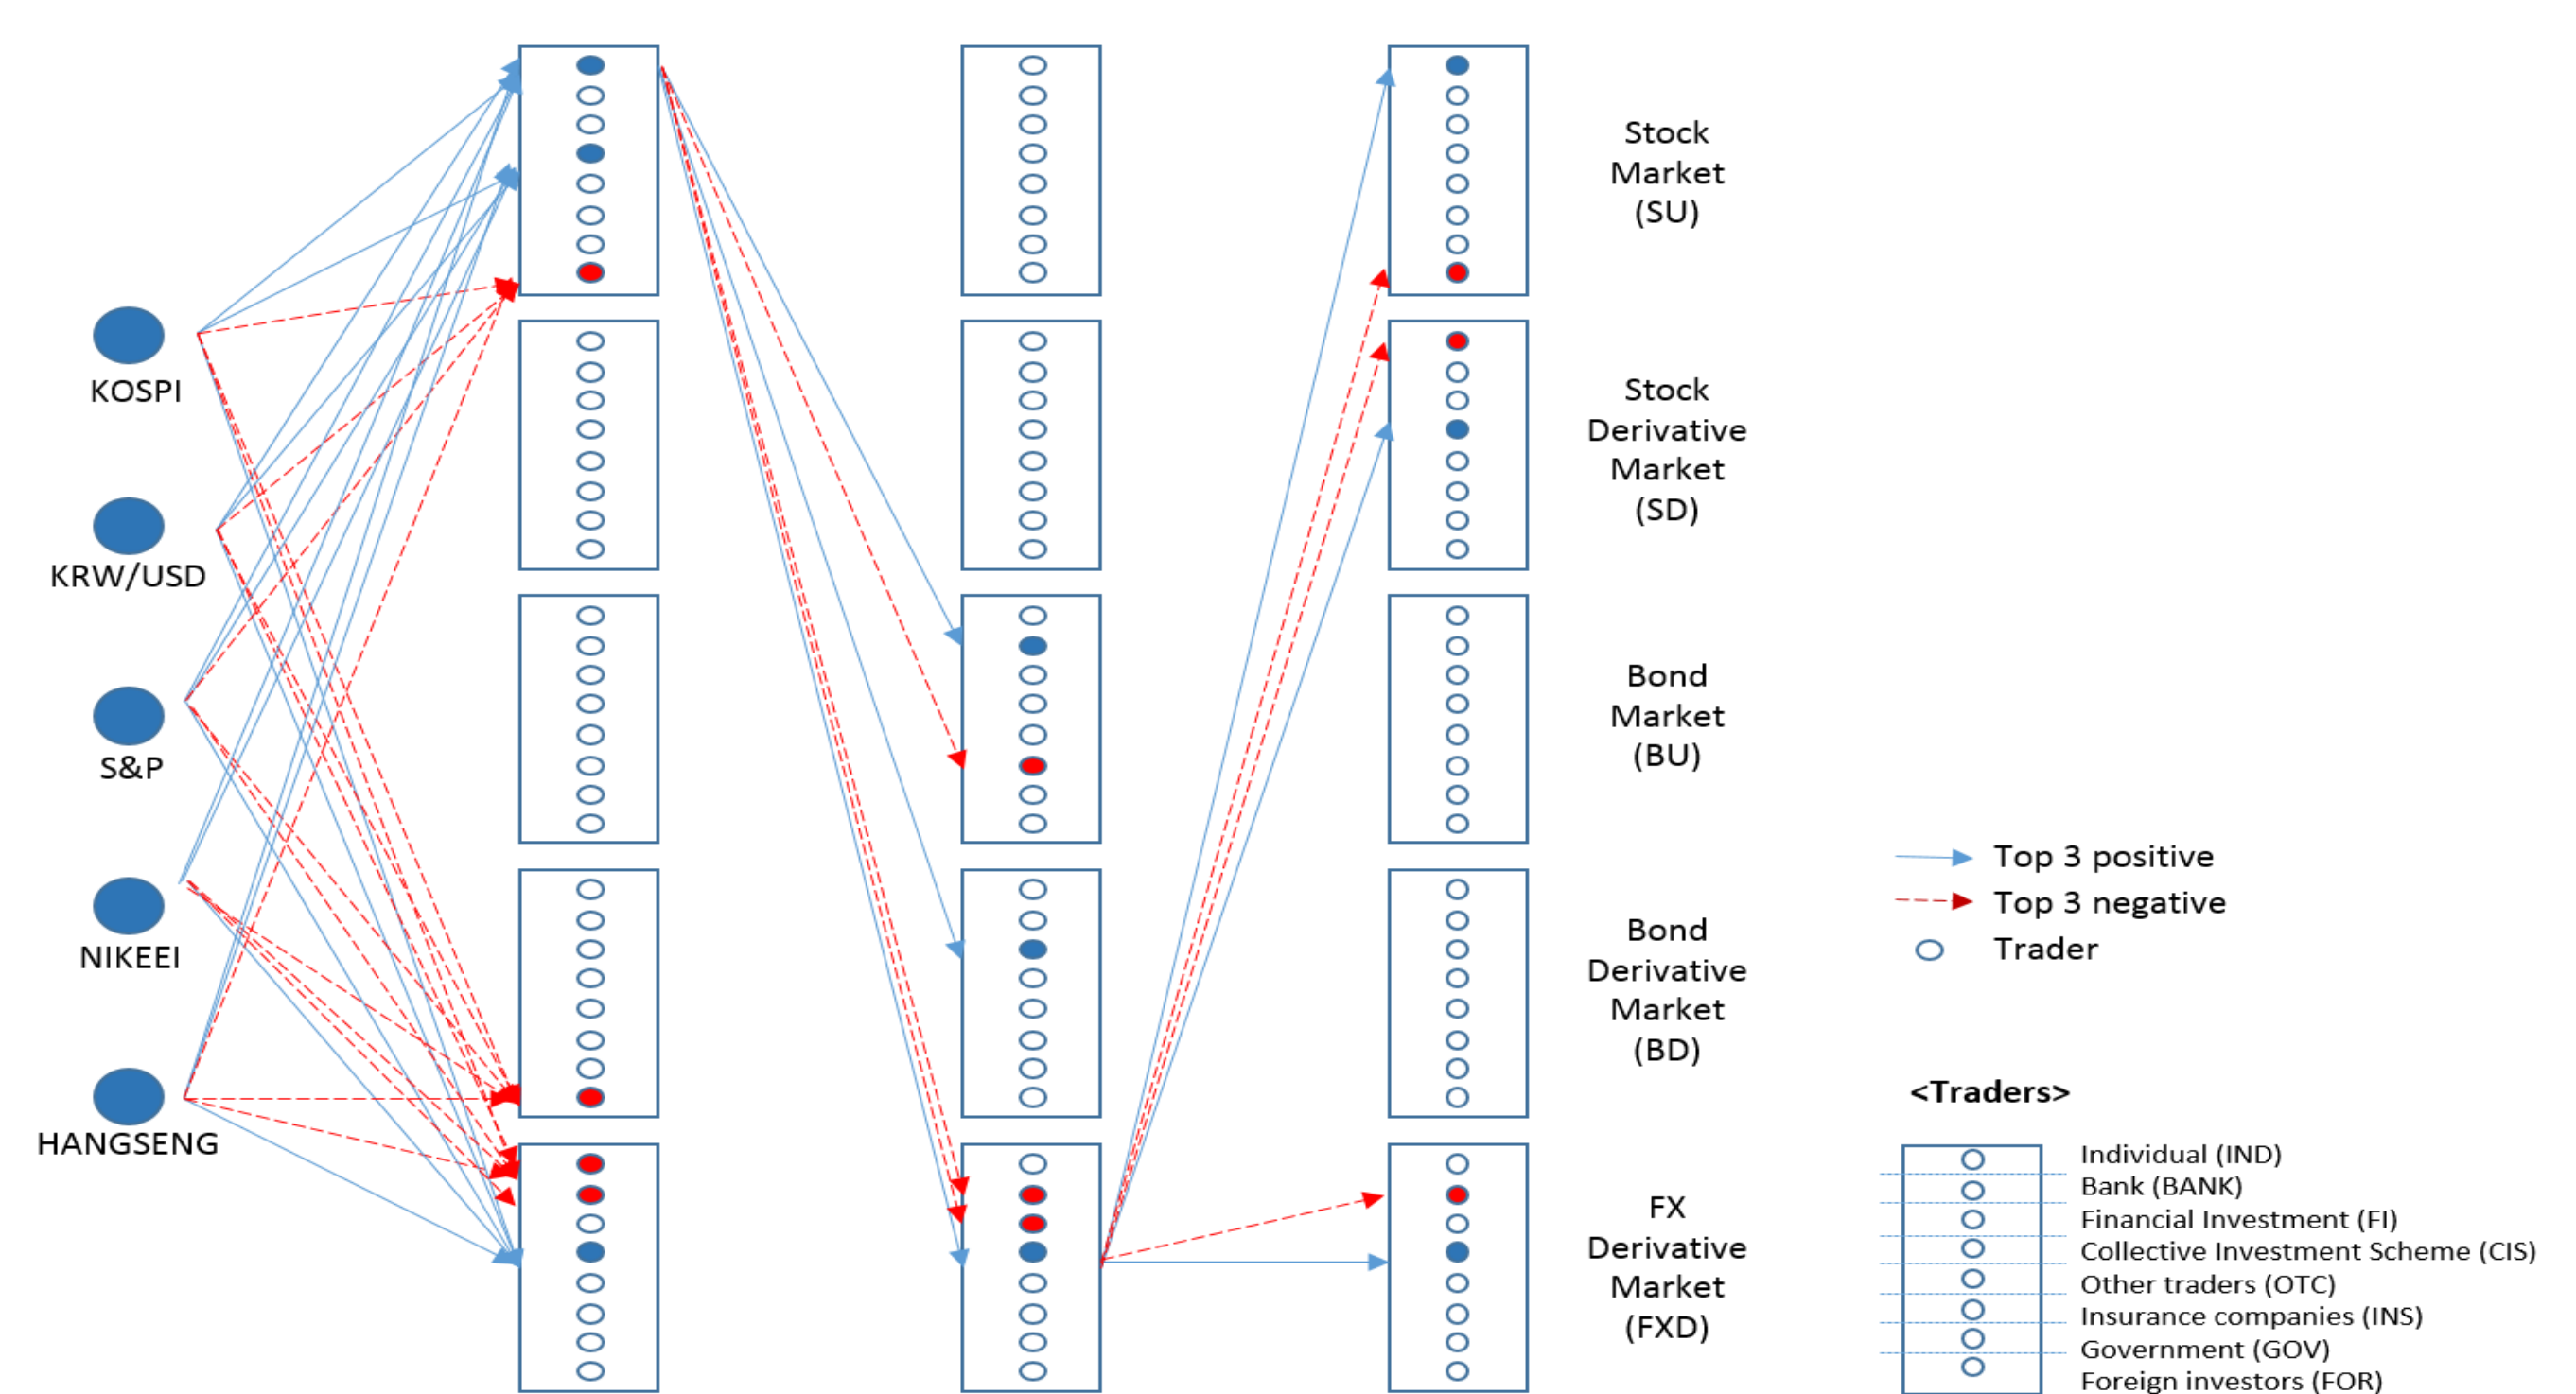 KOSPI
KRW/USD
S&P
NIKEEI
HANGSENG
Stock
Market
(SU)
Stock
Derivative
Market
(SD)
Bond
Market
(BU)
Bond
Derivative
Market
(BD)
FX
Derivative
Market
(FXD)
Top 3 positive
Top 3 negative
Trader
<Traders>
Individual (IND)
Bank (BANK)
Financial Investment (FI)
Collective Investment Scheme (CIS)
Other traders (OTC)
Insurance companies (INS)
Government (GOV)
Foreign investors (FOR)